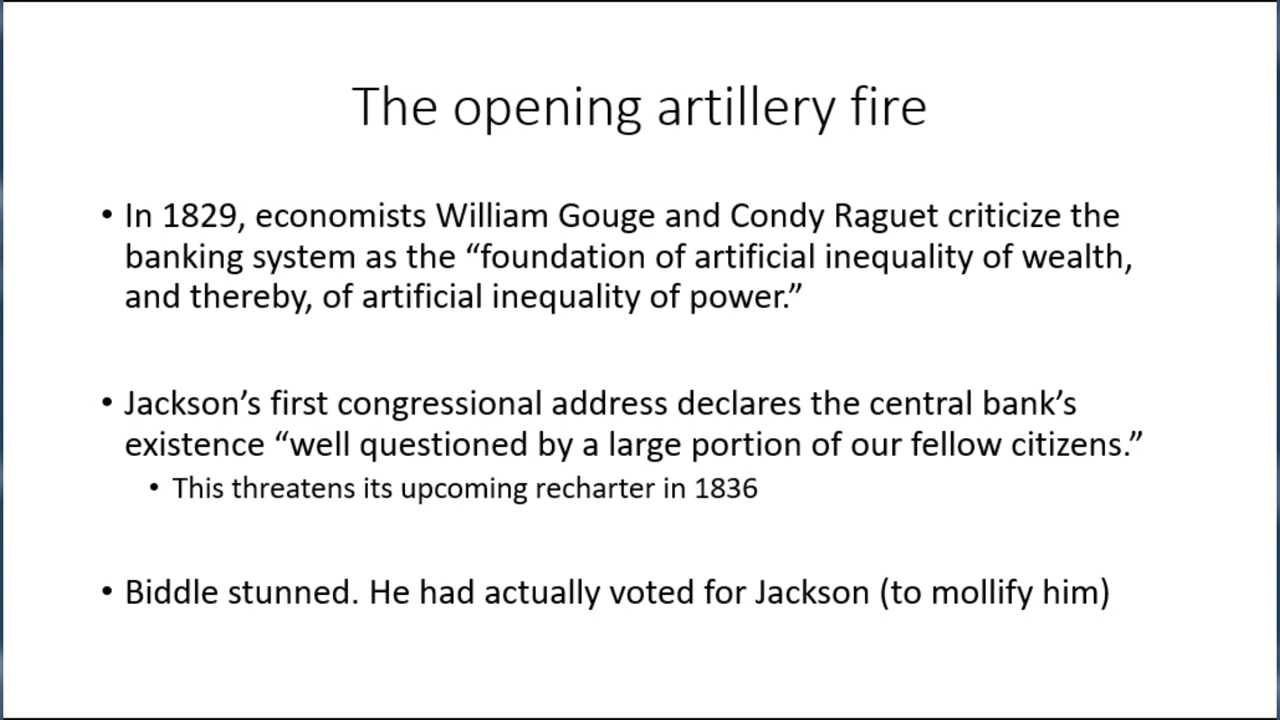 The opening artillery fire
• In 1829, economists William Gouge and Condy Raguet criticize the
banking system as the “foundation of artificial inequality of wealth,
and thereby, of artificial inequality of power.”
• Jackson’s first congressional address declares the central bank’s
existence “well questioned by a large portion of our fellow citizens.”
• This threatens its upcoming recharter in 1836
• Biddle stunned. He had actually voted for Jackson (to mollify him)